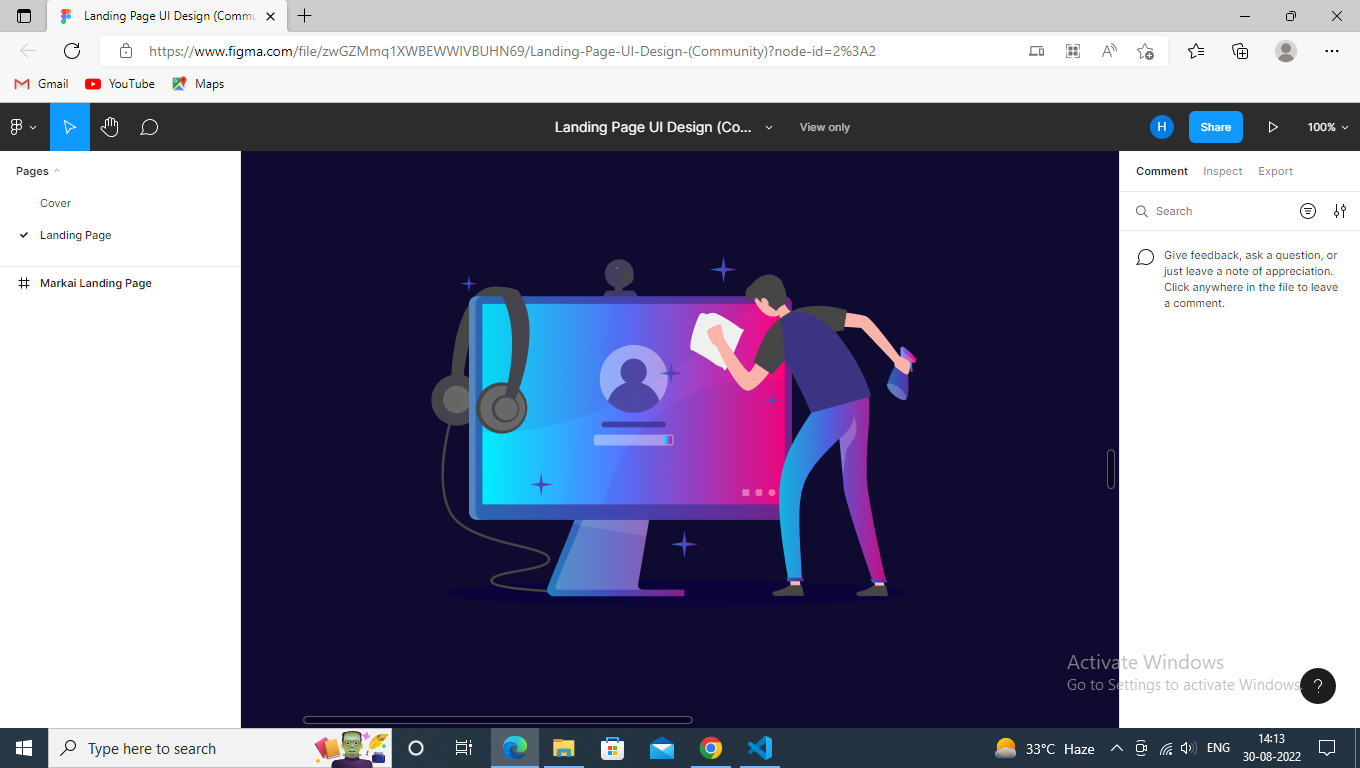 Landing Page UI Design (Commu
https://www.figma.com/file/zwGZMmq1XWBEWWIVBUHN69/Landing-Page-UI-Design-(Community)?node-id=2%3A2
Gmail
YouTube
Maps
Landing Page UI Design (Co...
View only
H
Share
100%
Pages
Cover
Landing Page
Markai Landing Page
Comment
Inspect
Export
Search
Give feedback, ask a question, or
just leave a note of appreciation.
Click anywhere in the file to leave
a comment.
Activate Windows
Go to Settings to activate Windows.
?
Type here to search
33°C Haze
ENG
14:13
30-08-2022